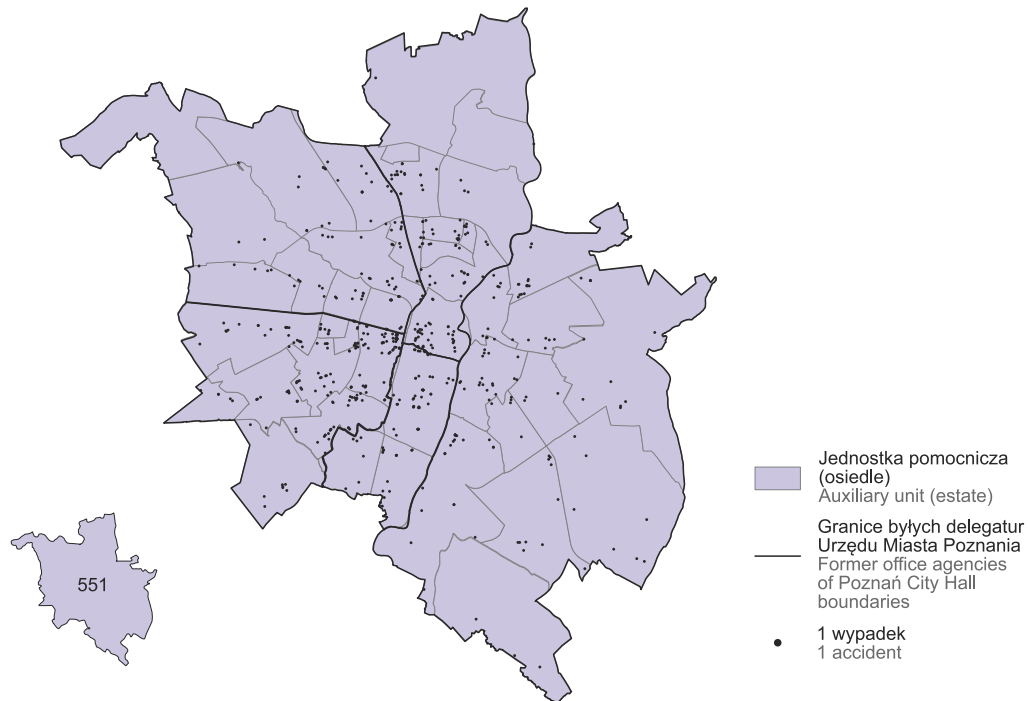 Jednostka pomocnicza
(osiedle)
Auxiliary unit (estate)
Granice byłych delegatur
Urzędu Miasta Poznania
Former office agencies
of Poznań City Hall
boundaries
1 wypadek
1 accident
551